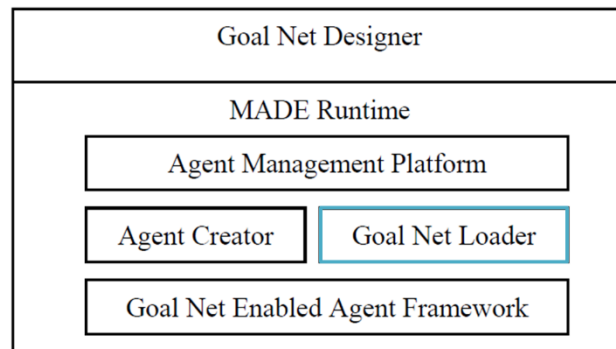 Goal Net Designer
MADE Runtime
Agent Management Platform
Agent Creator
Goal Net Loader
Goal Net Enabled Agent Framework